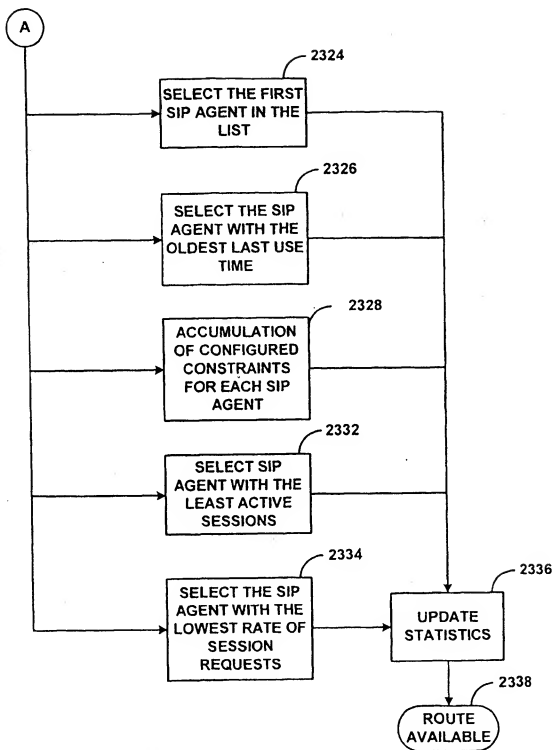 A
2324
SELECT THE FIRST
SIP AGENT IN THE
LIST
2326
SELECT THE SIP
AGENT WITH THE
OLDEST LAST USE
TIME
2328
ACCUMULATION
OF CONFIGURED
CONSTRAINTS
FOR EACH SIP
AGENT
2332
SELECT SIP
AGENT WITH THE
LEAST ACTIVE
SESSIONS
2334
SELECT THE SIP
AGENT WITH THE
LOWEST RATE OF
SESSION
REQUESTS
2336
UPDATE
STATISTICS
2338
ROUTE
AVAILABLE